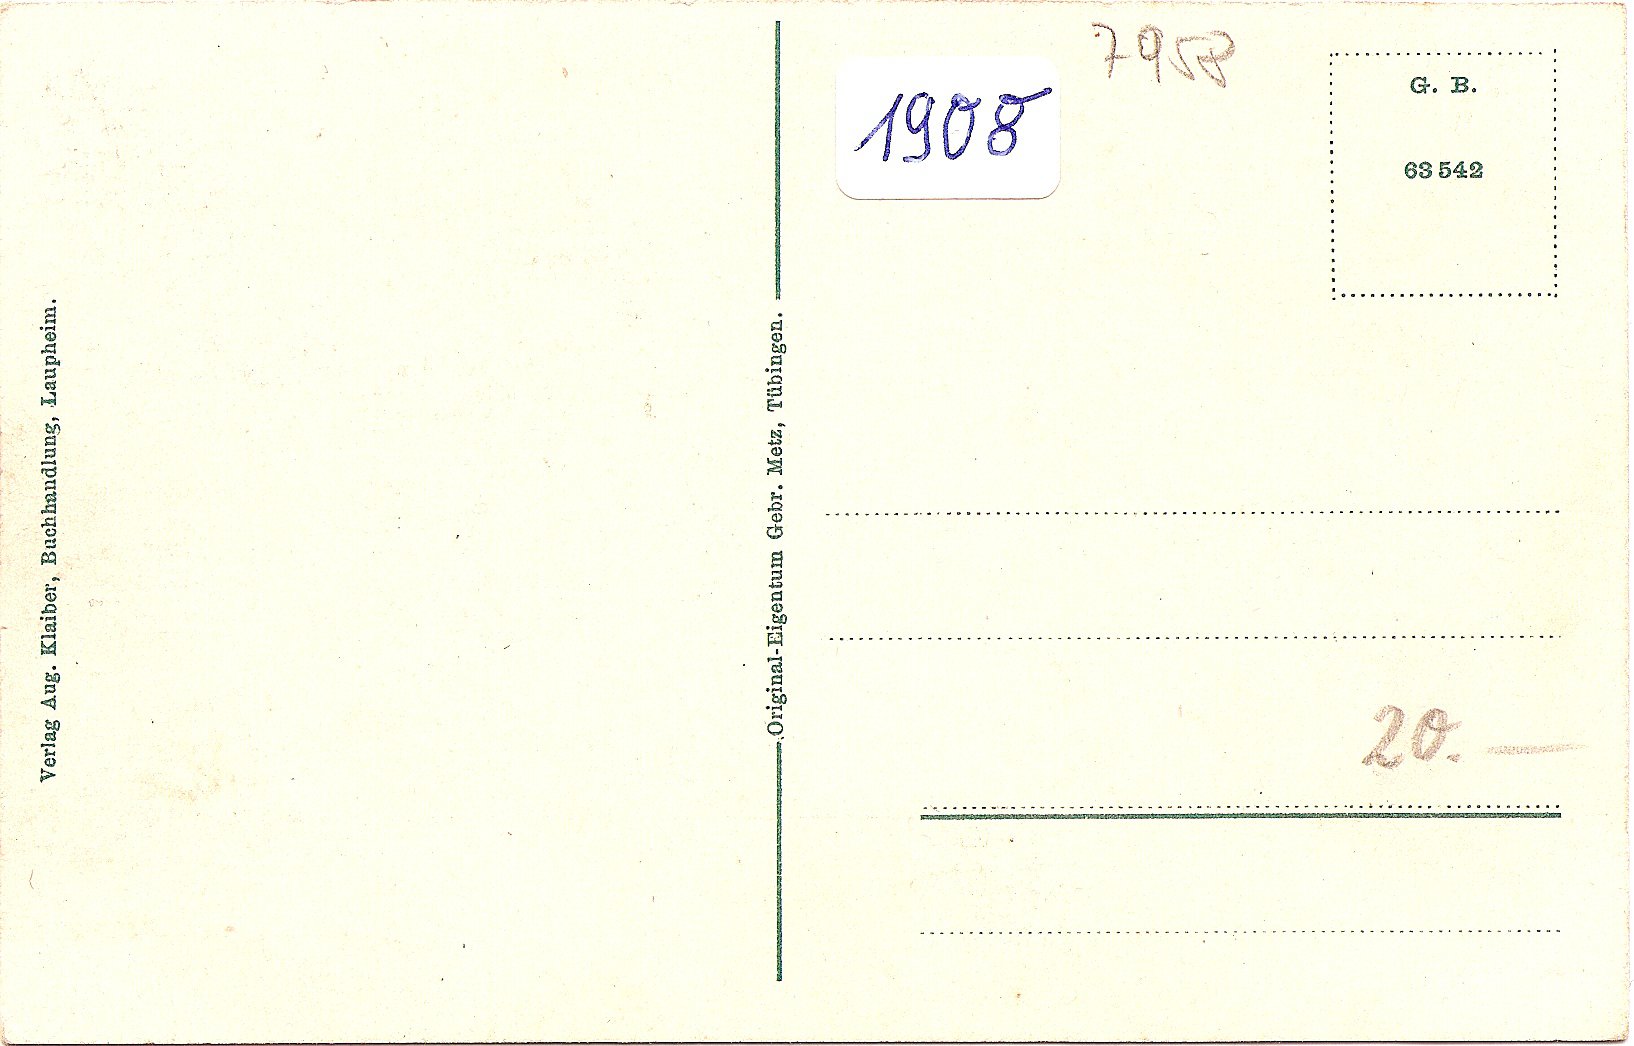 Verlag Aug. Klaiber, Buchhandlung, Laupheim.
Original-Eigentum Gebr. Metz, Tübingen.
1908
7958
G. B.
63 542
20.—